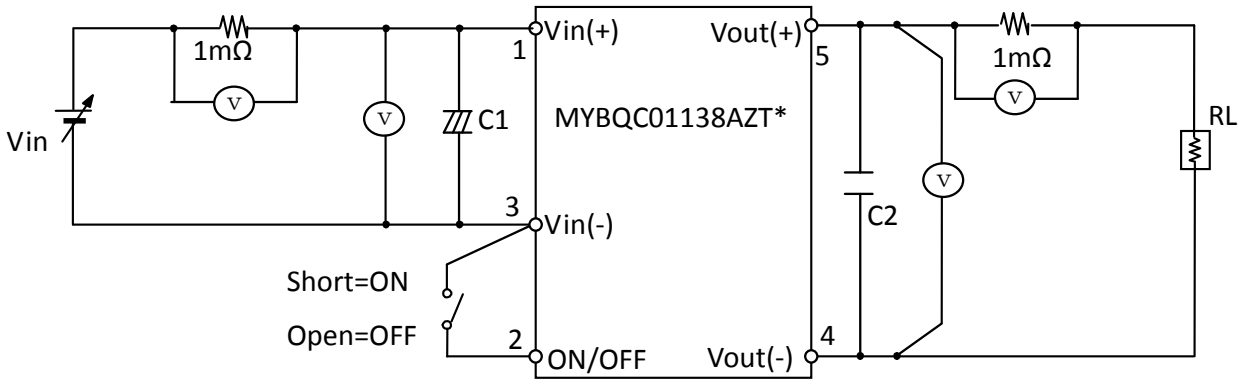 1mΩ
V
Vin
V
C1
1
Vin(+)
3
Vin(-)
Short=ON
Open=OFF
2
ON/OFF
MYBQC01138AZT*
Vout(+)
5
Vout(-)
4
C2
V
1mΩ
V
RL